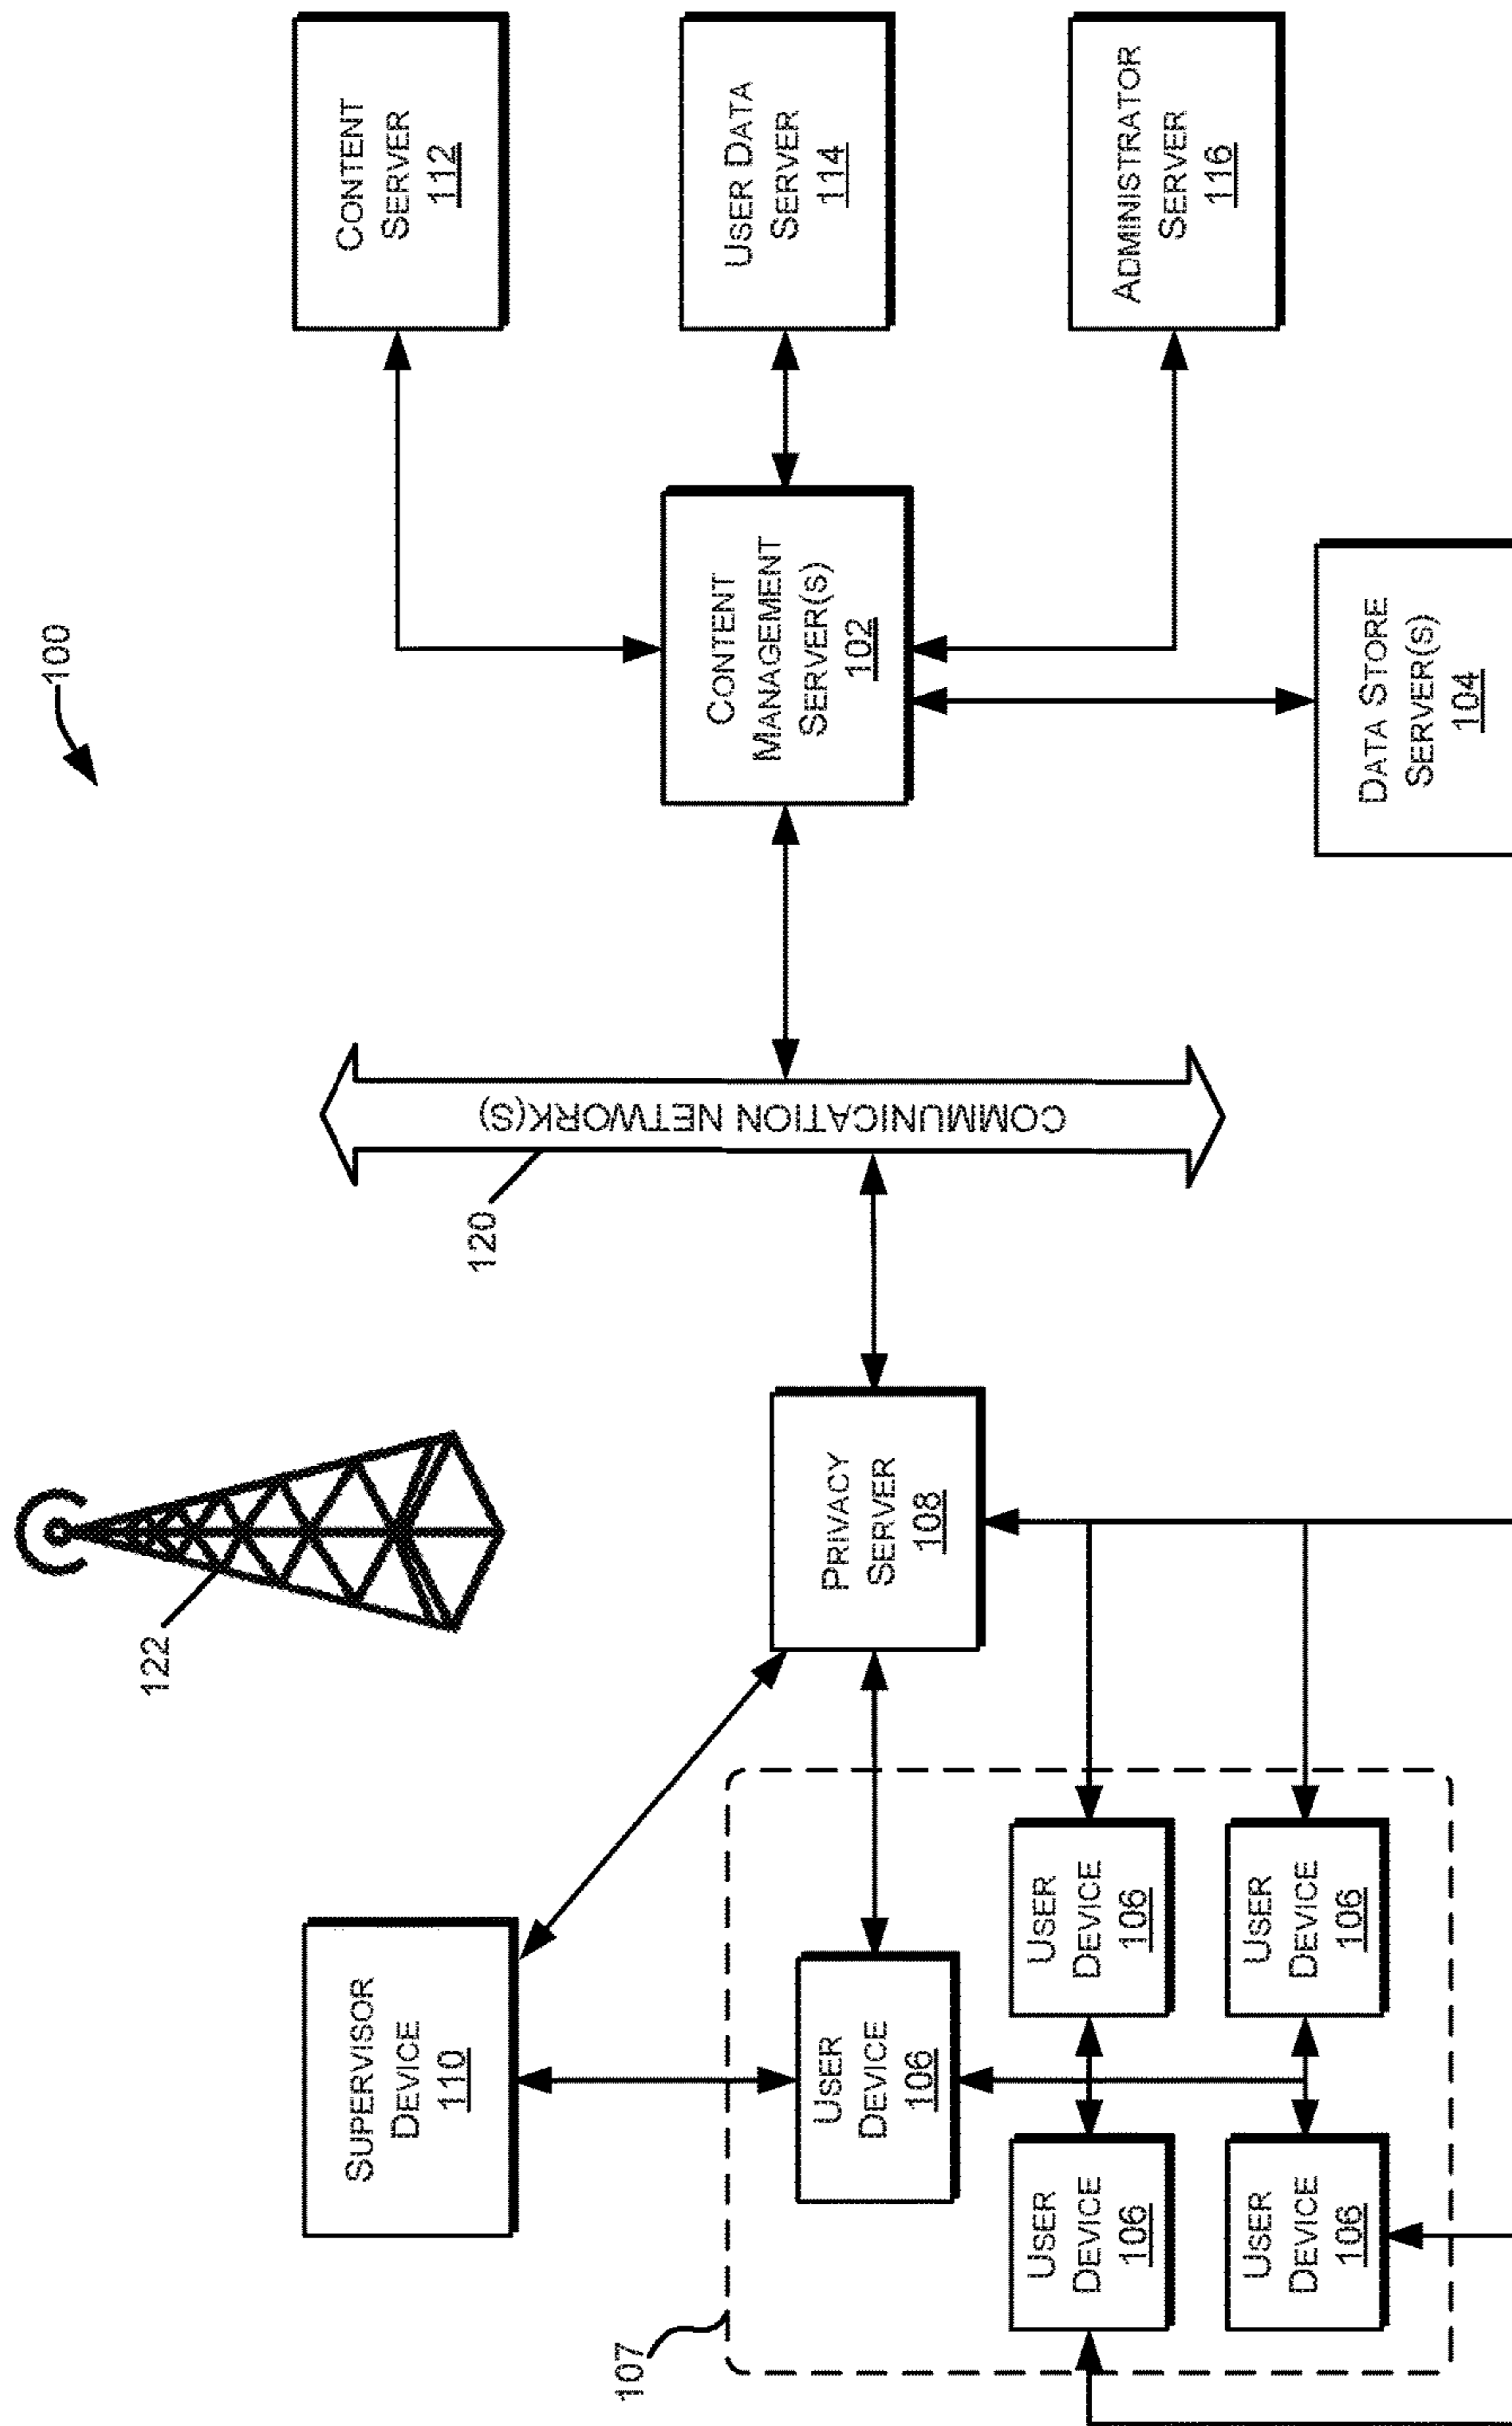 100
122
120
107
SUPERVISOR
DEVICE
110
USER
DEVICE
106
USER
DEVICE
106
USER
DEVICE
106
USER
DEVICE
106
USER
DEVICE
106
PRIVACY
SERVER
108
COMMUNICATION NETWORK(S)
CONTENT
MANAGEMENT
SERVER(S)
102
DATA STORE
SERVER(S)
104
CONTENT
SERVER
112
USER DATA
SERVER
114
ADMINISTRATOR
SERVER
116